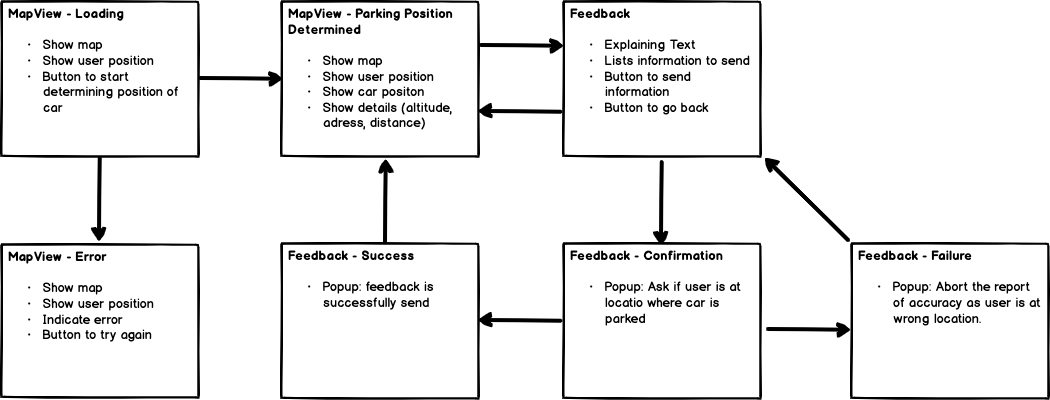 MapView - Loading
· Show map
· Show user position
· Button to start
determining position of
car
MapView - Parking Position
Determined
· Show map
· Show user position
· Show car positon
· Show details (altitude,
adress, distance)
Feedback
· Explaining Text
· Lists information to send
· Button to send
information
· Button to go back
MapView - Error
· Show map
· Show user position
· Indicate error
· Button to try again
Feedback - Success
· Popup: feedback is
successfully send
Feedback - Confirmation
· Popup: Ask if user is at
locatio where car is
parked
Feedback - Failure
· Popup: Abort the report
of accuracy as user is at
wrong location.